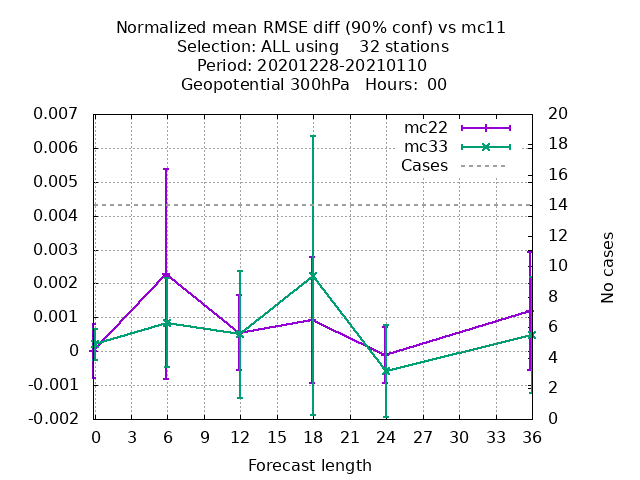 Normalized mean RMSE diff (90% conf) vs mc11
Selection: ALL using    32 stations
Period: 20201228-20210110
Geopotential 300hPa   Hours:  00
mc22
mc33
Cases
0.007
0.006
0.005
0.004
0.003
0.002
0.001
0
-0.001
-0.002
20
18
16
14
12
10
8
6
4
2
0
No cases
0 3 6 9 12 15 18 21 24 27 30 33 36
Forecast length